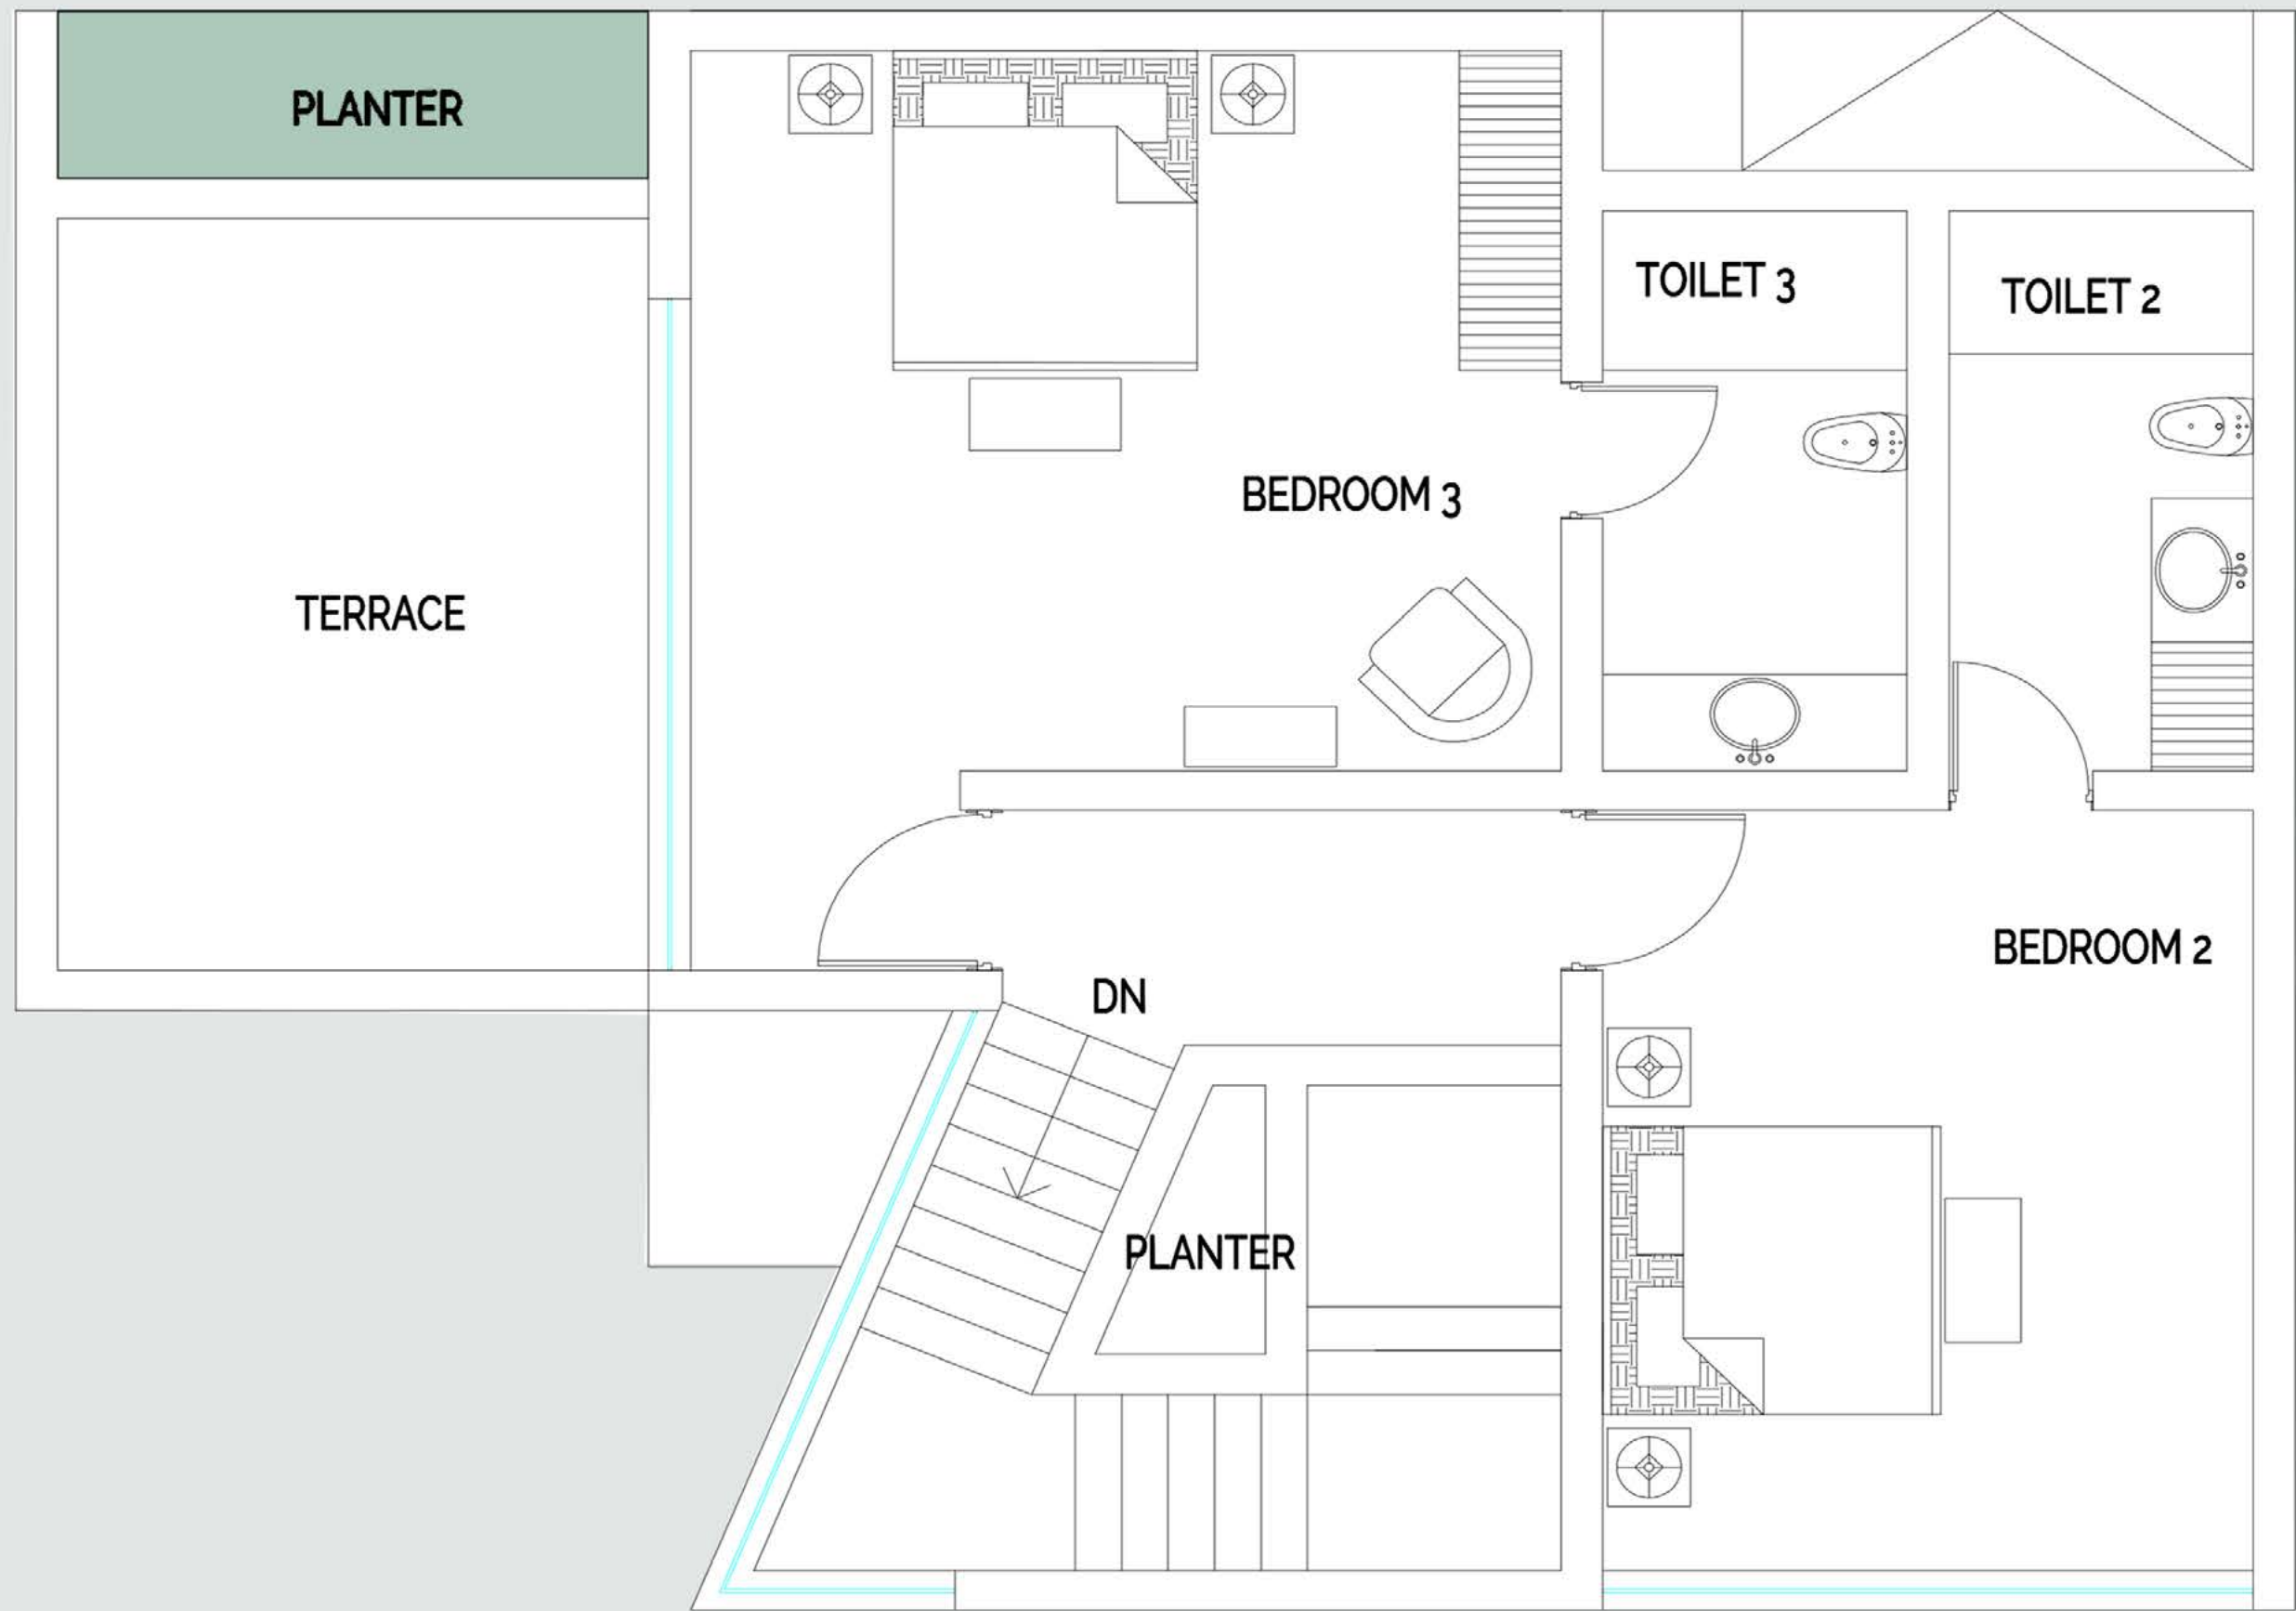 PLANTER
TOILET 3
TOILET 2
BEDROOM 3
TERRACE
BEDROOM 2
DN
PLANTER